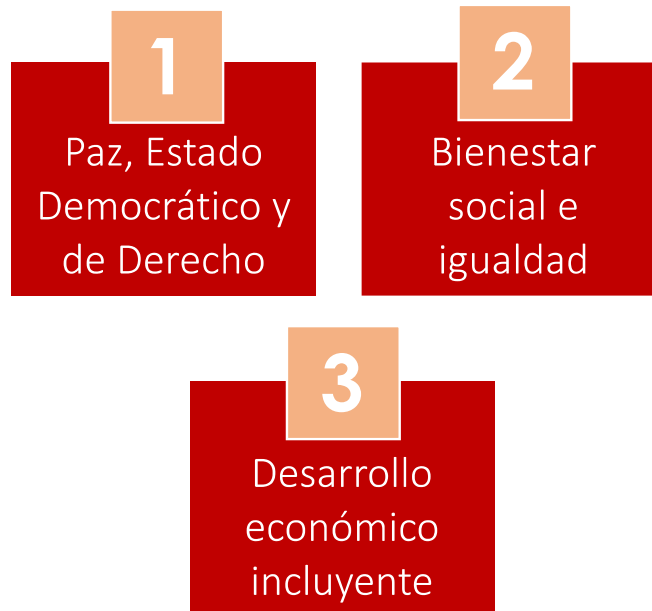 1
Paz, Estado
Democrático y
de Derecho
2
Bienestar
social e
igualdad
3
Desarrollo
económico
incluyente